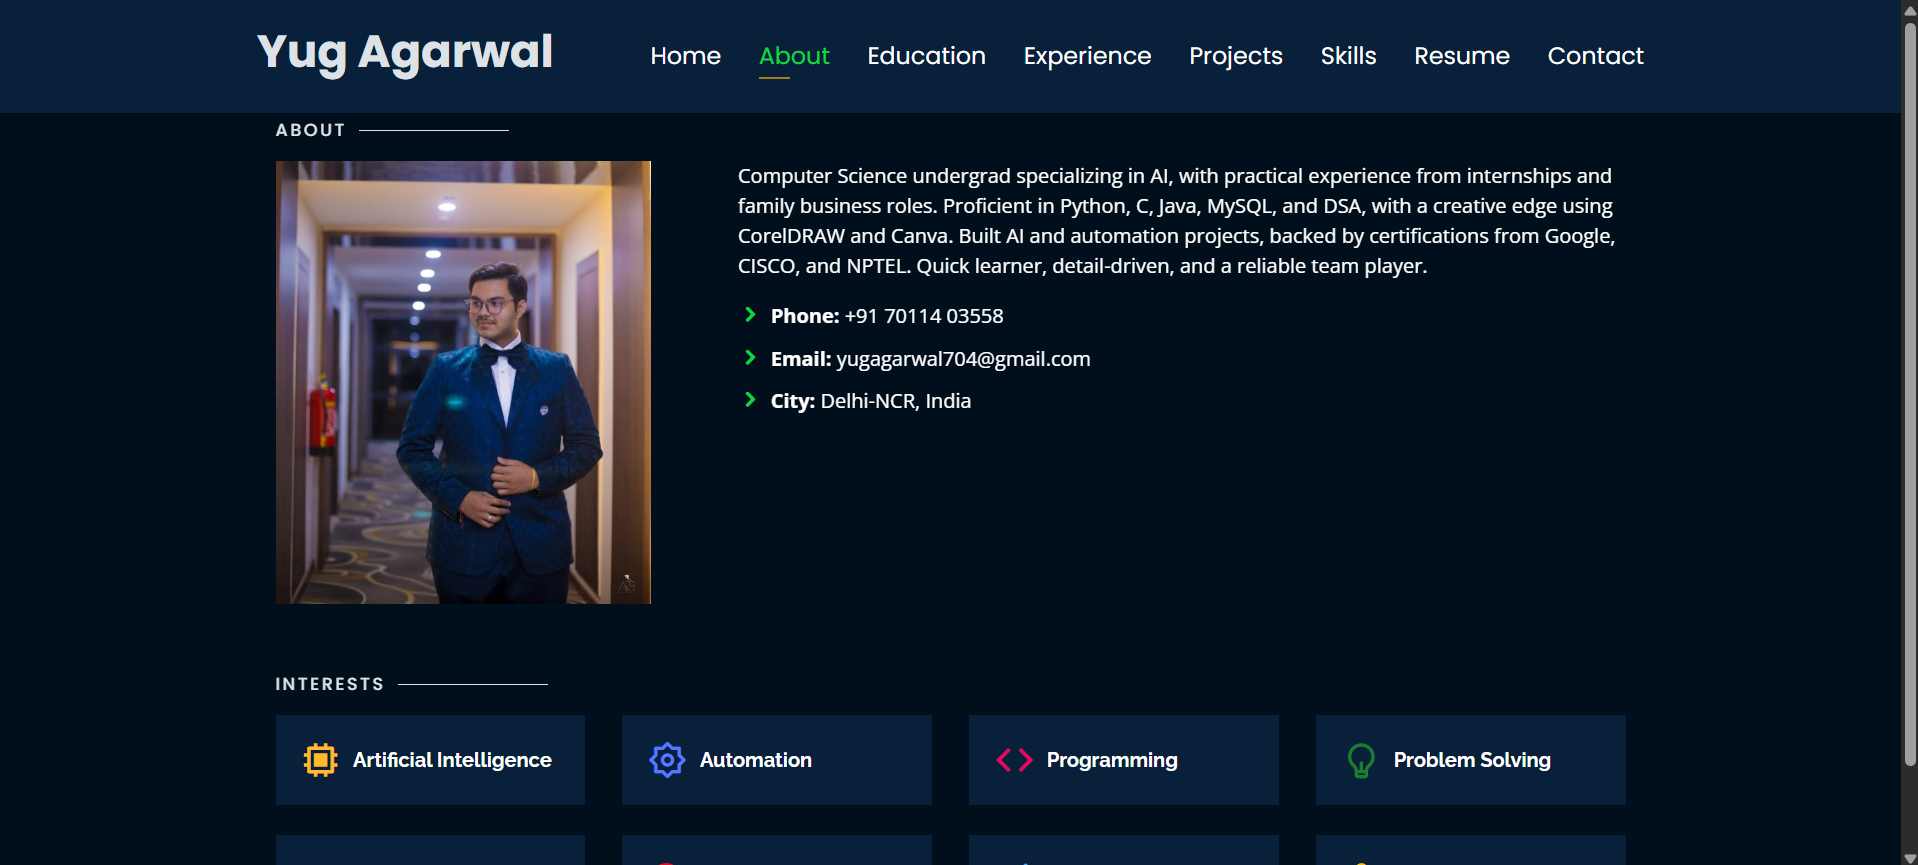 Yug Agarwal
Home About Education Experience Projects Skills Resume Contact
ABOUT
Computer Science undergrad specializing in AI, with practical experience from internships and
family business roles. Proficient in Python, C, Java, MySQL, and DSA, with a creative edge using
CorelDRAW and Canva. Built AI and automation projects, backed by certifications from Google,
CISCO, and NPTEL. Quick learner, detail-driven, and a reliable team player.
Phone: +91 70114 03558
Email: yugagarwal704@gmail.com
City: Delhi-NCR, India
INTERESTS
Artificial Intelligence
Automation
Programming
Problem Solving